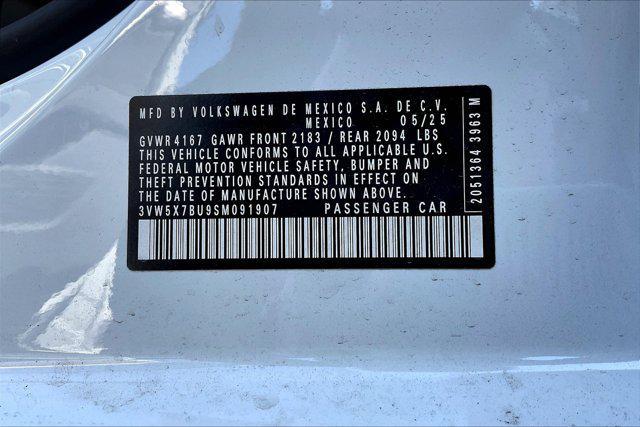 MFD BY VOLKSWAGEN DE MEXICO S.A. DE C.V.
MEXICO 05/25
GVWR 4167 GAWR FRONT 2183 / REAR 2094 LBS
THIS VEHICLE CONFORMS TO ALL APPLICABLE U.S.
FEDERAL MOTOR VEHICLE SAFETY, BUMPER AND
THEFT PREVENTION STANDARDS IN EFFECT ON
THE DATE OF MANUFACTURE SHOWN ABOVE.
3VW5X7BU9SM091907 PASSENGER CAR
2051364 3963 M